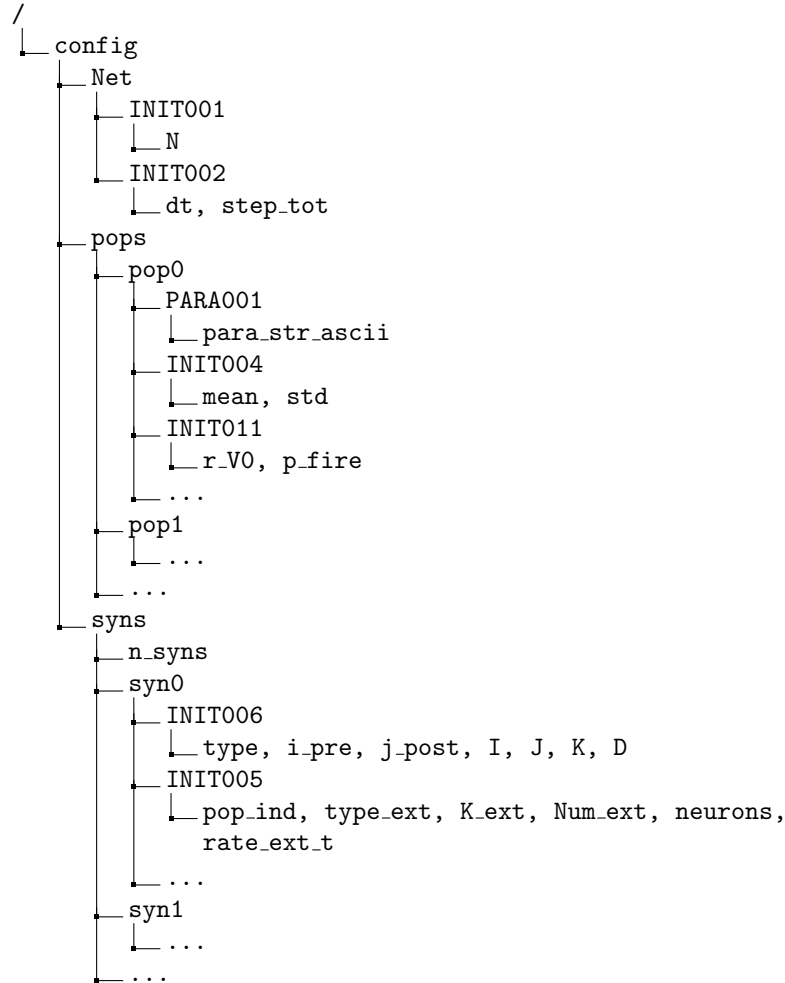 /
config
Net
INIT001
N
INIT002
dt, step_tot
pops
pop0
PARA001
para_str_ascii
INIT004
mean, std
INIT011
r_V0, p_fire
...
pop1
...
...
syns
n_syns
syn0
INIT006
type, i_pre, j_post, I, J, K, D
INIT005
pop_ind, type_ext, K_ext, Num_ext, neurons,
rate_ext_t
...
syn1
...
...